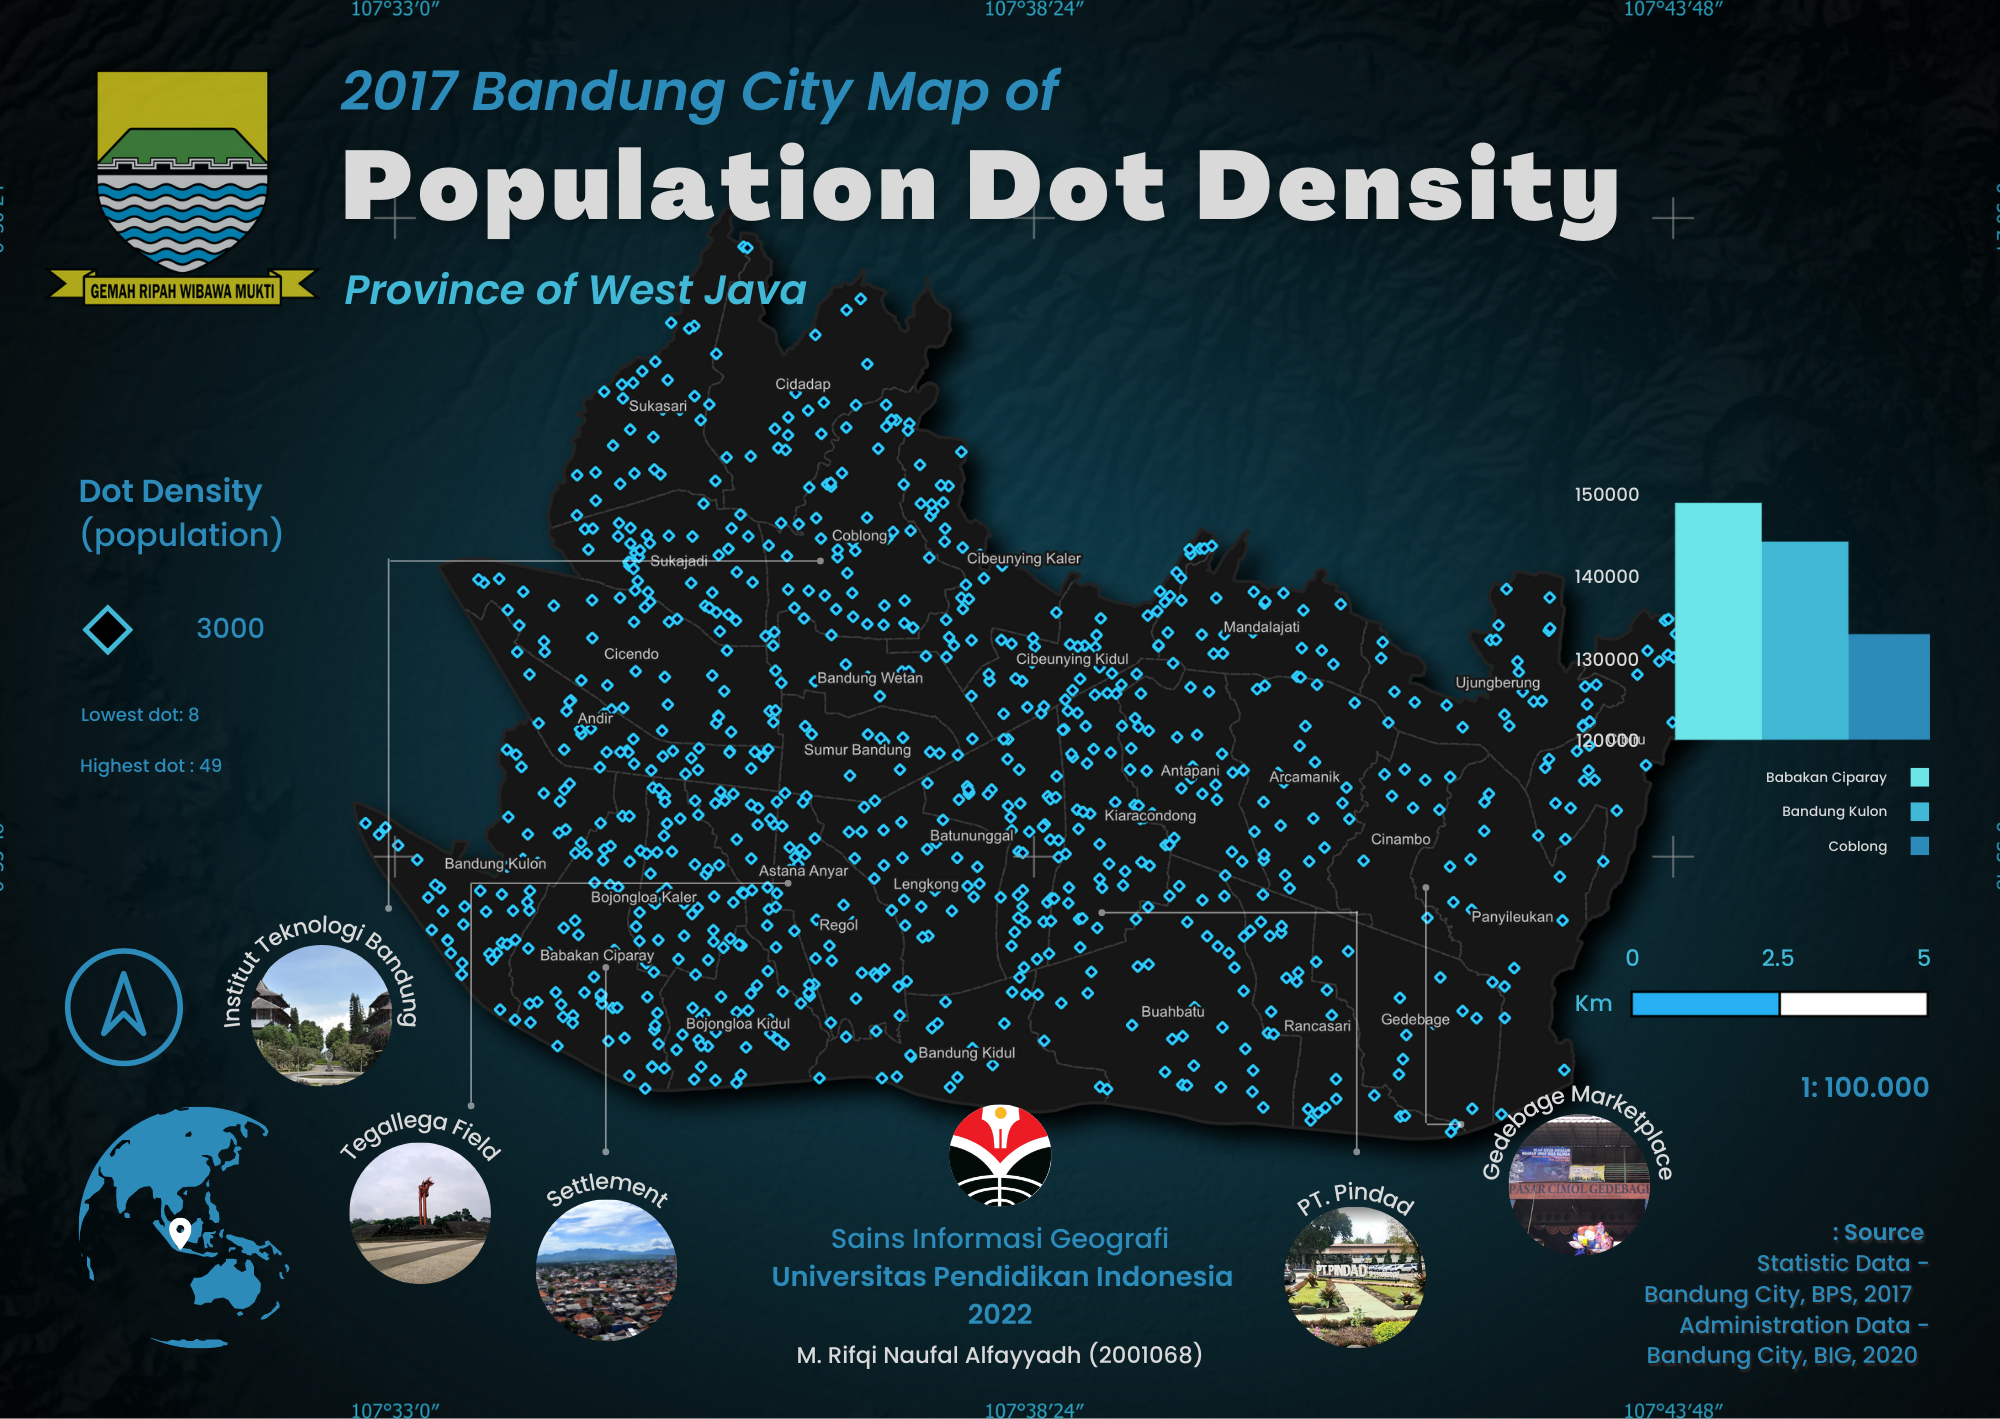 107°33′0″
107°38′24″
107°43′48″
2017 Bandung City Map of
Population Dot Density
Province of West Java
GEMAH RIPAH WIBAWA MUKTI
Dot Density
(population)
3000
Lowest dot: 8
Highest dot : 49
Cidadap
Sukasari
Coblong
Cibeunying Kaler
Sukajadi
Mandalajati
Cicendo
Cibeunying Kidul
Bandung Wetan
Ujungberung
Andir
Sumur Bandung
Antapani
Arcamanik
Kiaracondong
Batununggal
Cinambo
Bandung Kulon
Astana Anyar
Lengkong
Bojongloa Kaler
Panyileukan
Regol
Babakan Ciparay
Buahbatu
Gedebage
Bojongloa Kidul
Rancasari
Bandung Kidul
150000
140000
130000
120000
Babakan Ciparay
Bandung Kulon
Coblong
0 2.5 5
Km
1: 100.000
Institut Teknologi Bandung
Tegallega Field
Settlement
PT. Pindad
PT.PINDAD
Gedebage Marketplace
PASAR CIMOL GEDEBAGE
Sains Informasi Geografi
Universitas Pendidikan Indonesia
2022
M. Rifqi Naufal Alfayyadh (2001068)
: Source
Statistic Data -
Bandung City, BPS, 2017
Administration Data -
Bandung City, BIG, 2020
107°33′0″
107°38′24″
107°43′48″